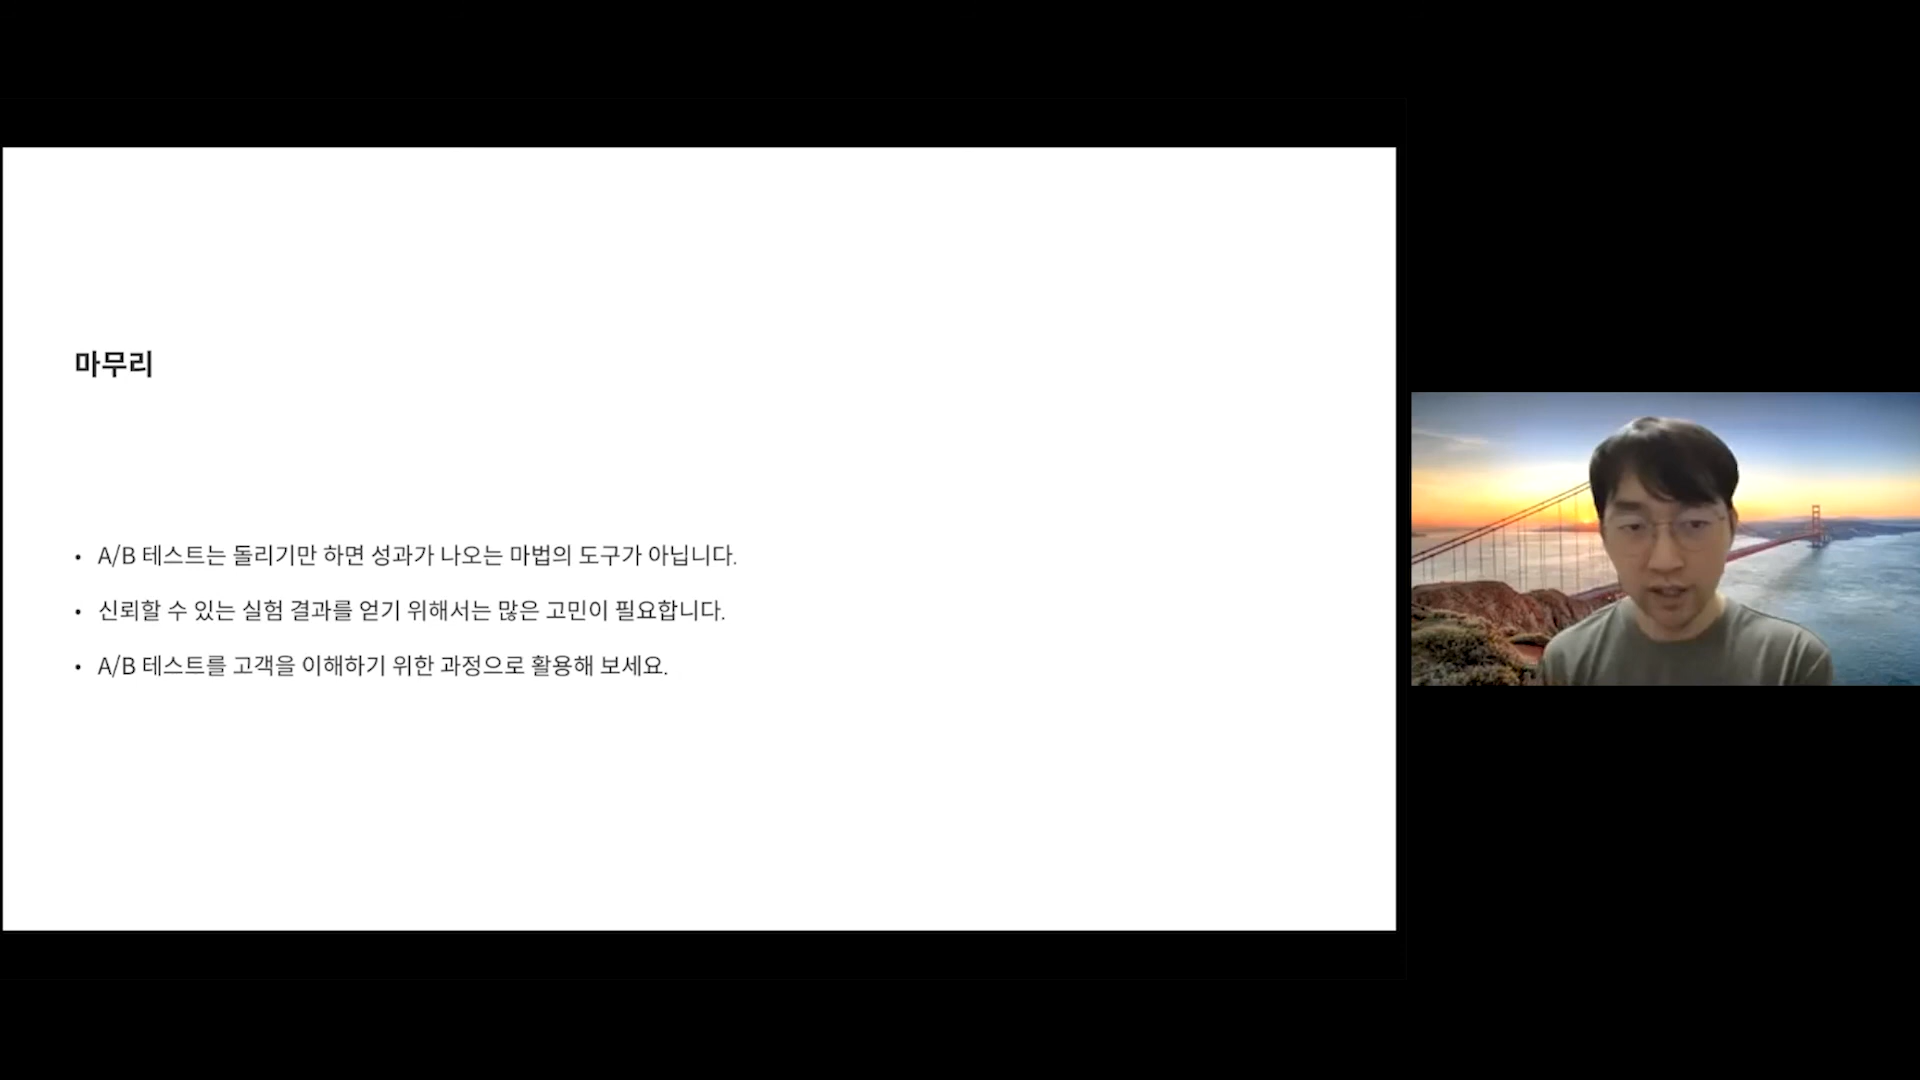 마무리
• A/B 테스트는 돌리기만 하면 성과가 나오는 마법의 도구가 아닙니다.
• 신뢰할 수 있는 실험 결과를 얻기 위해서는 많은 고민이 필요합니다.
• A/B 테스트를 고객을 이해하기 위한 과정으로 활용해 보세요.